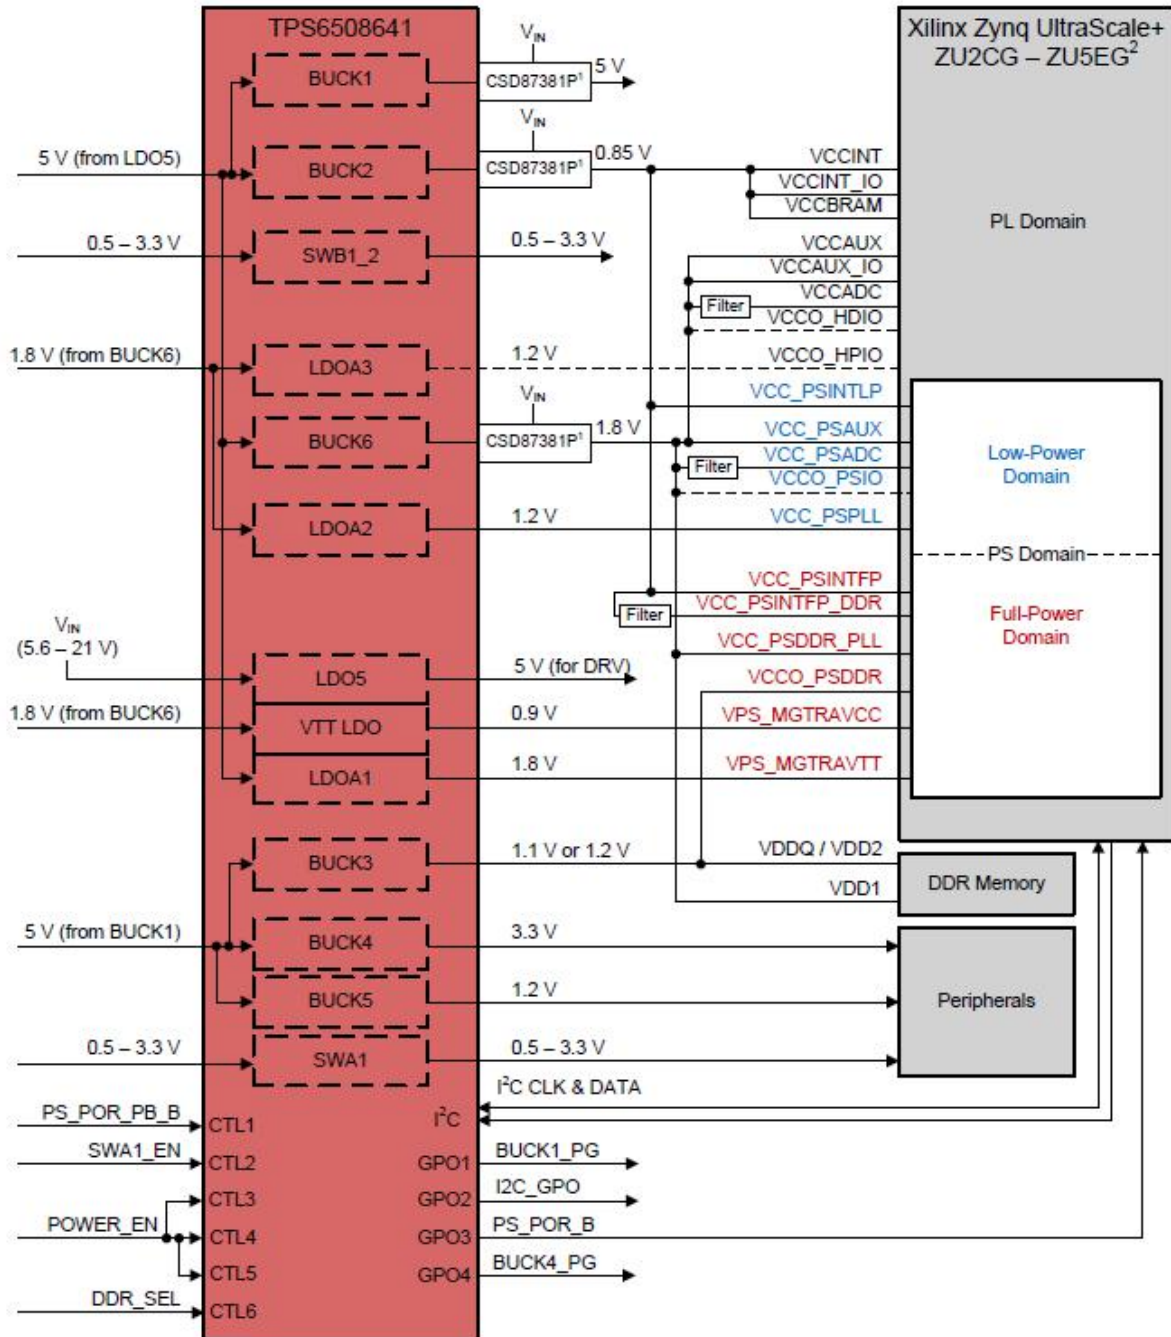 TPS6508641
Xilinx Zynq UltraScale+
ZU2CG – ZU5EG²
BUCK1
V_IN
CSD87381P¹
5 V
5 V (from LDO5)
BUCK2
V_IN
CSD87381P¹
0.85 V
VCCINT
VCCINT_IO
VCCBRAM
PL Domain
0.5 – 3.3 V
SWB1_2
0.5 – 3.3 V
VCCAUX
VCCAUX_IO
Filter
VCCADC
VCCO_HDIO
1.8 V (from BUCK6)
LDOA3
1.2 V
VCCO_HPIO
V_IN
VCC_PSINTLP
BUCK6
CSD87381P¹
1.8 V
VCC_PSAUX
Filter
VCC_PSADC
VCCO_PSIO
Low-Power
Domain
LDOA2
1.2 V
VCC_PSPLL
PS Domain
VCC_PSINTFP
Filter
VCC_PSINTFP_DDR
Full-Power
Domain
V_IN
(5.6 – 21 V)
VCC_PSDDR_PLL
LDO5
5 V (for DRV)
VCCO_PSDDR
1.8 V (from BUCK6)
VTT LDO
0.9 V
VPS_MGTRAVCC
LDOA1
1.8 V
VPS_MGTRAVTT
BUCK3
1.1 V or 1.2 V
VDDQ / VDD2
VDD1
DDR Memory
5 V (from BUCK1)
BUCK4
3.3 V
BUCK5
1.2 V
Peripherals
0.5 – 3.3 V
SWA1
0.5 – 3.3 V
I²C CLK & DATA
PS_POR_PB_B
CTL1
I²C
SWA1_EN
CTL2
GPO1
BUCK1_PG
CTL3
GPO2
I2C_GPO
POWER_EN
CTL4
GPO3
PS_POR_B
CTL5
GPO4
BUCK4_PG
DDR_SEL
CTL6